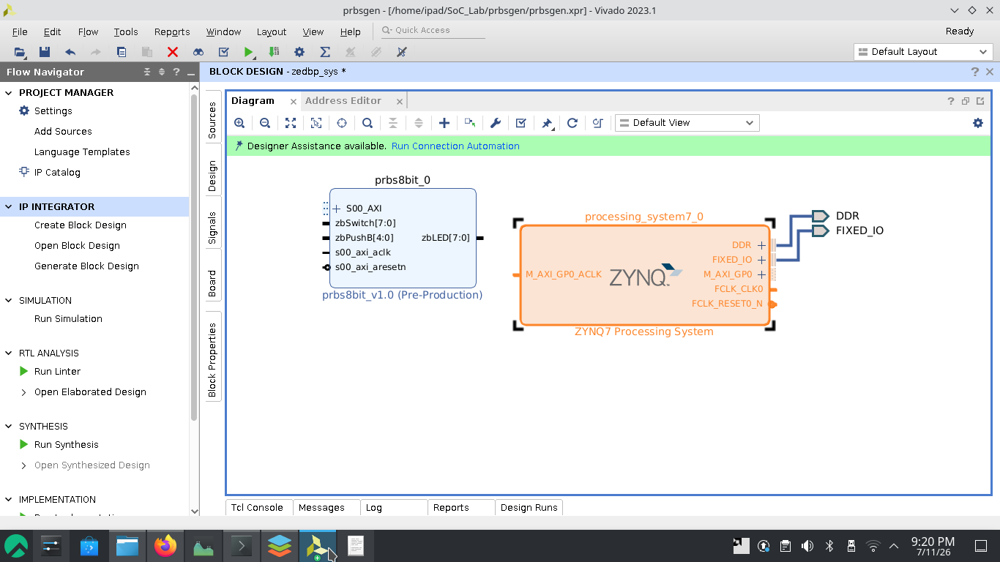 prbsgen - [/home/ipad/SoC_Lab/prbsgen/prbsgen.xpr] - Vivado 2023.1
File Edit Flow Tools Reports Window Layout View Help Quick Access Ready
Default Layout
Flow Navigator
PROJECT MANAGER
Settings
Add Sources
Language Templates
IP Catalog
IP INTEGRATOR
Create Block Design
Open Block Design
Generate Block Design
SIMULATION
Run Simulation
RTL ANALYSIS
Run Linter
Open Elaborated Design
SYNTHESIS
Run Synthesis
Open Synthesized Design
IMPLEMENTATION
BLOCK DESIGN - zedbp_sys *
Sources
Design
Signals
Board
Block Properties
Diagram Address Editor
Default View
Designer Assistance available. Run Connection Automation
prbs8bit_0
S00_AXI
zbSwitch[7:0]
zbPushB[4:0] zbLED[7:0]
s00_axi_aclk
s00_axi_aresetn
prbs8bit_v1.0 (Pre-Production)
processing_system7_0
DDR
FIXED_IO
M_AXI_GP0_ACLK ZYNQ M_AXI_GP0
FCLK_CLK0
FCLK_RESET0_N
ZYNQ7 Processing System
DDR
FIXED_IO
Tcl Console Messages Log Reports Design Runs
9:20 PM
7/11/26